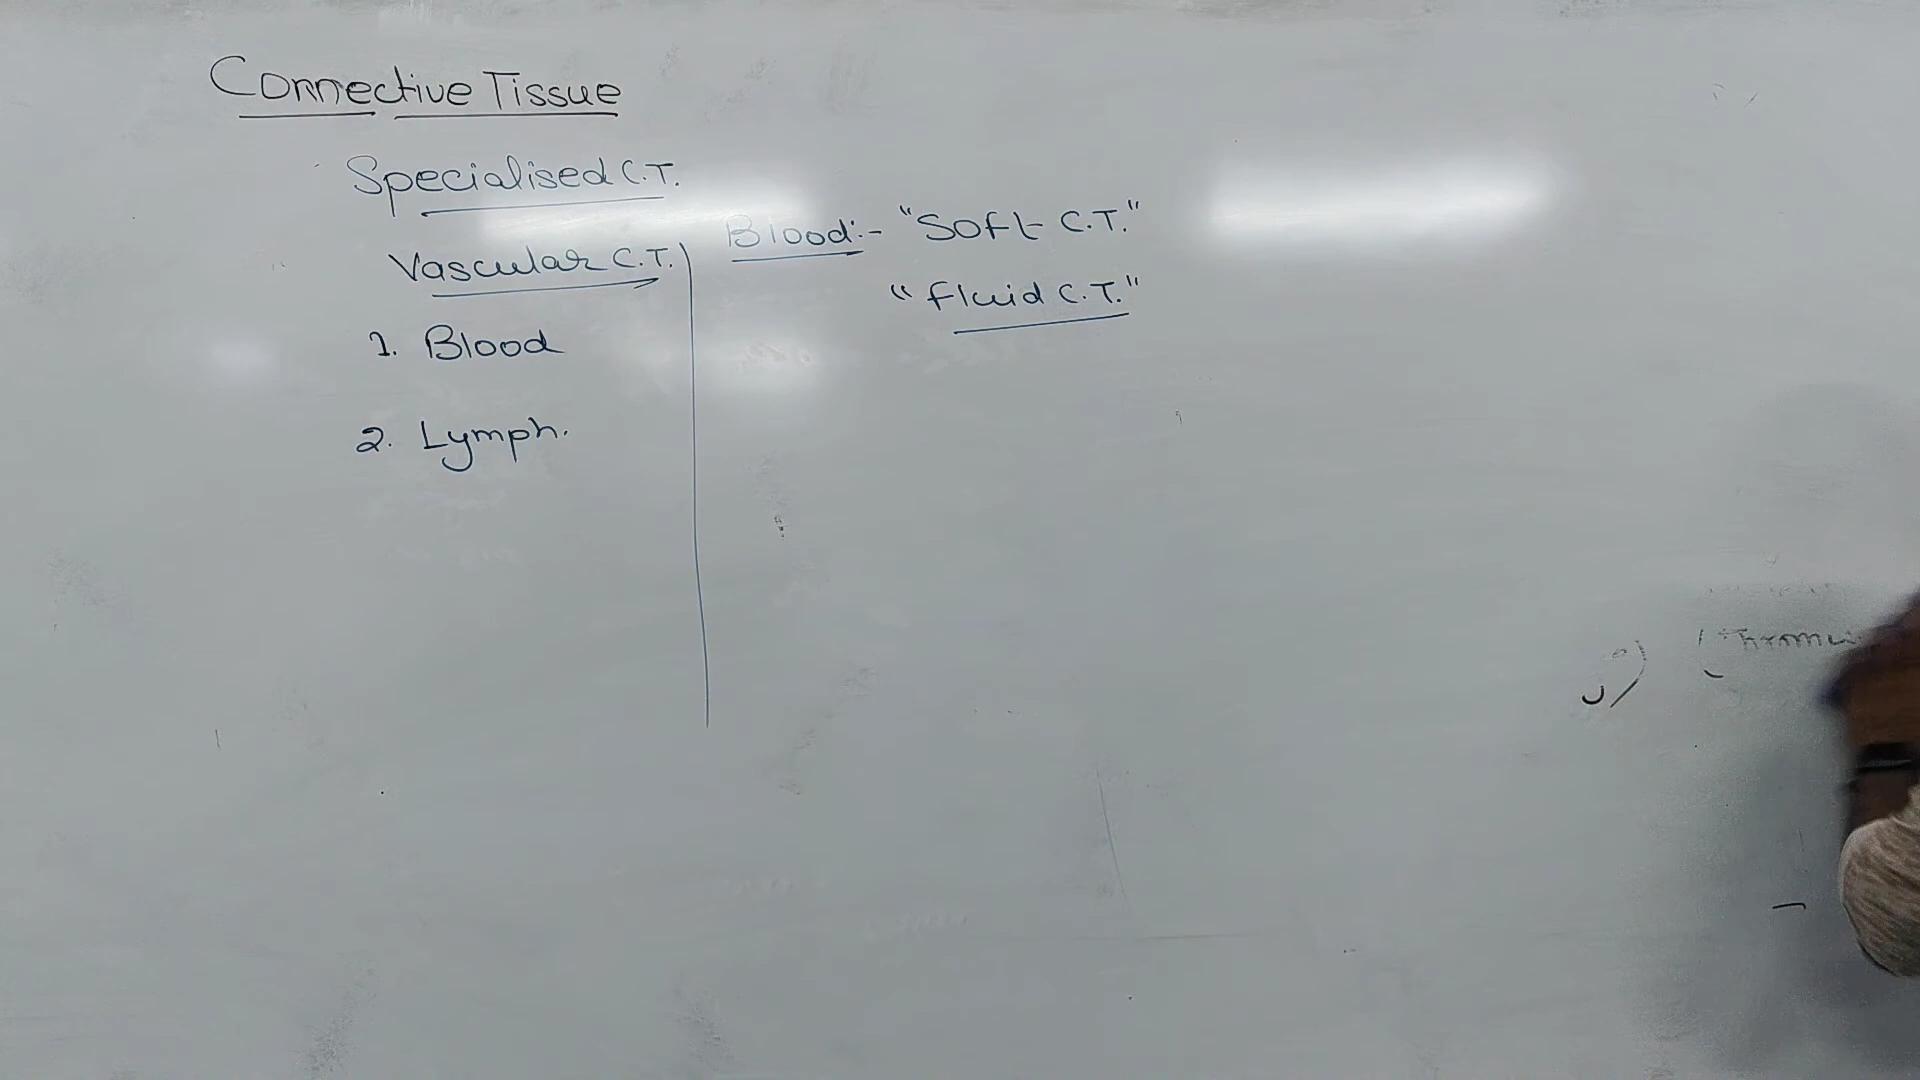 Connective Tissue
Specialised C.T.
Vascular C.T.
1. Blood
2. Lymph.
Blood:- "Soft C.T."
"fluid C.T."